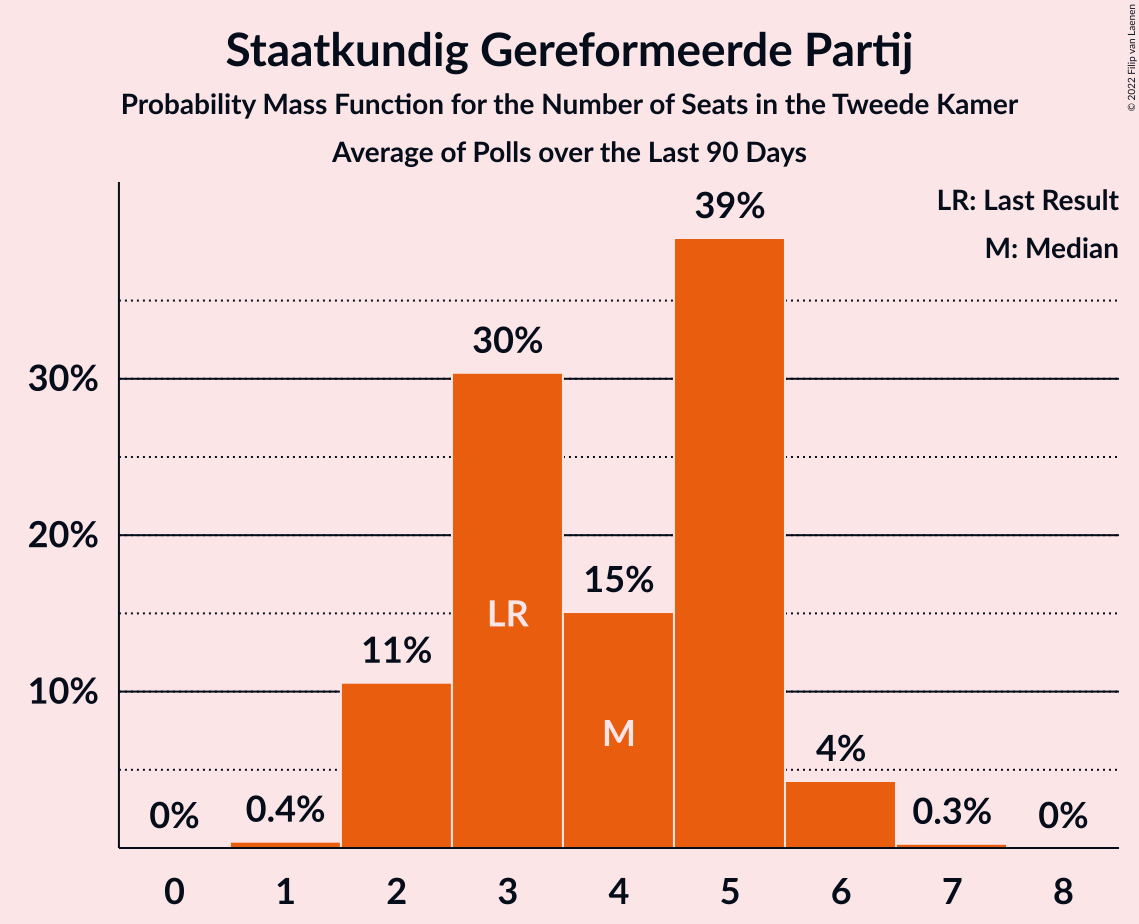 Staatkundig Gereformeerde Partij
Probability Mass Function for the Number of Seats in the Tweede Kamer
Average of Polls over the Last 90 Days
© 2022 Filip van Laenen
LR: Last Result
M: Median
39%
30%
30%
20%
15%
LR
11%
10%
M
4%
0%
0.4%
0.3%
0%
0 1 2 3 4 5 6 7 8